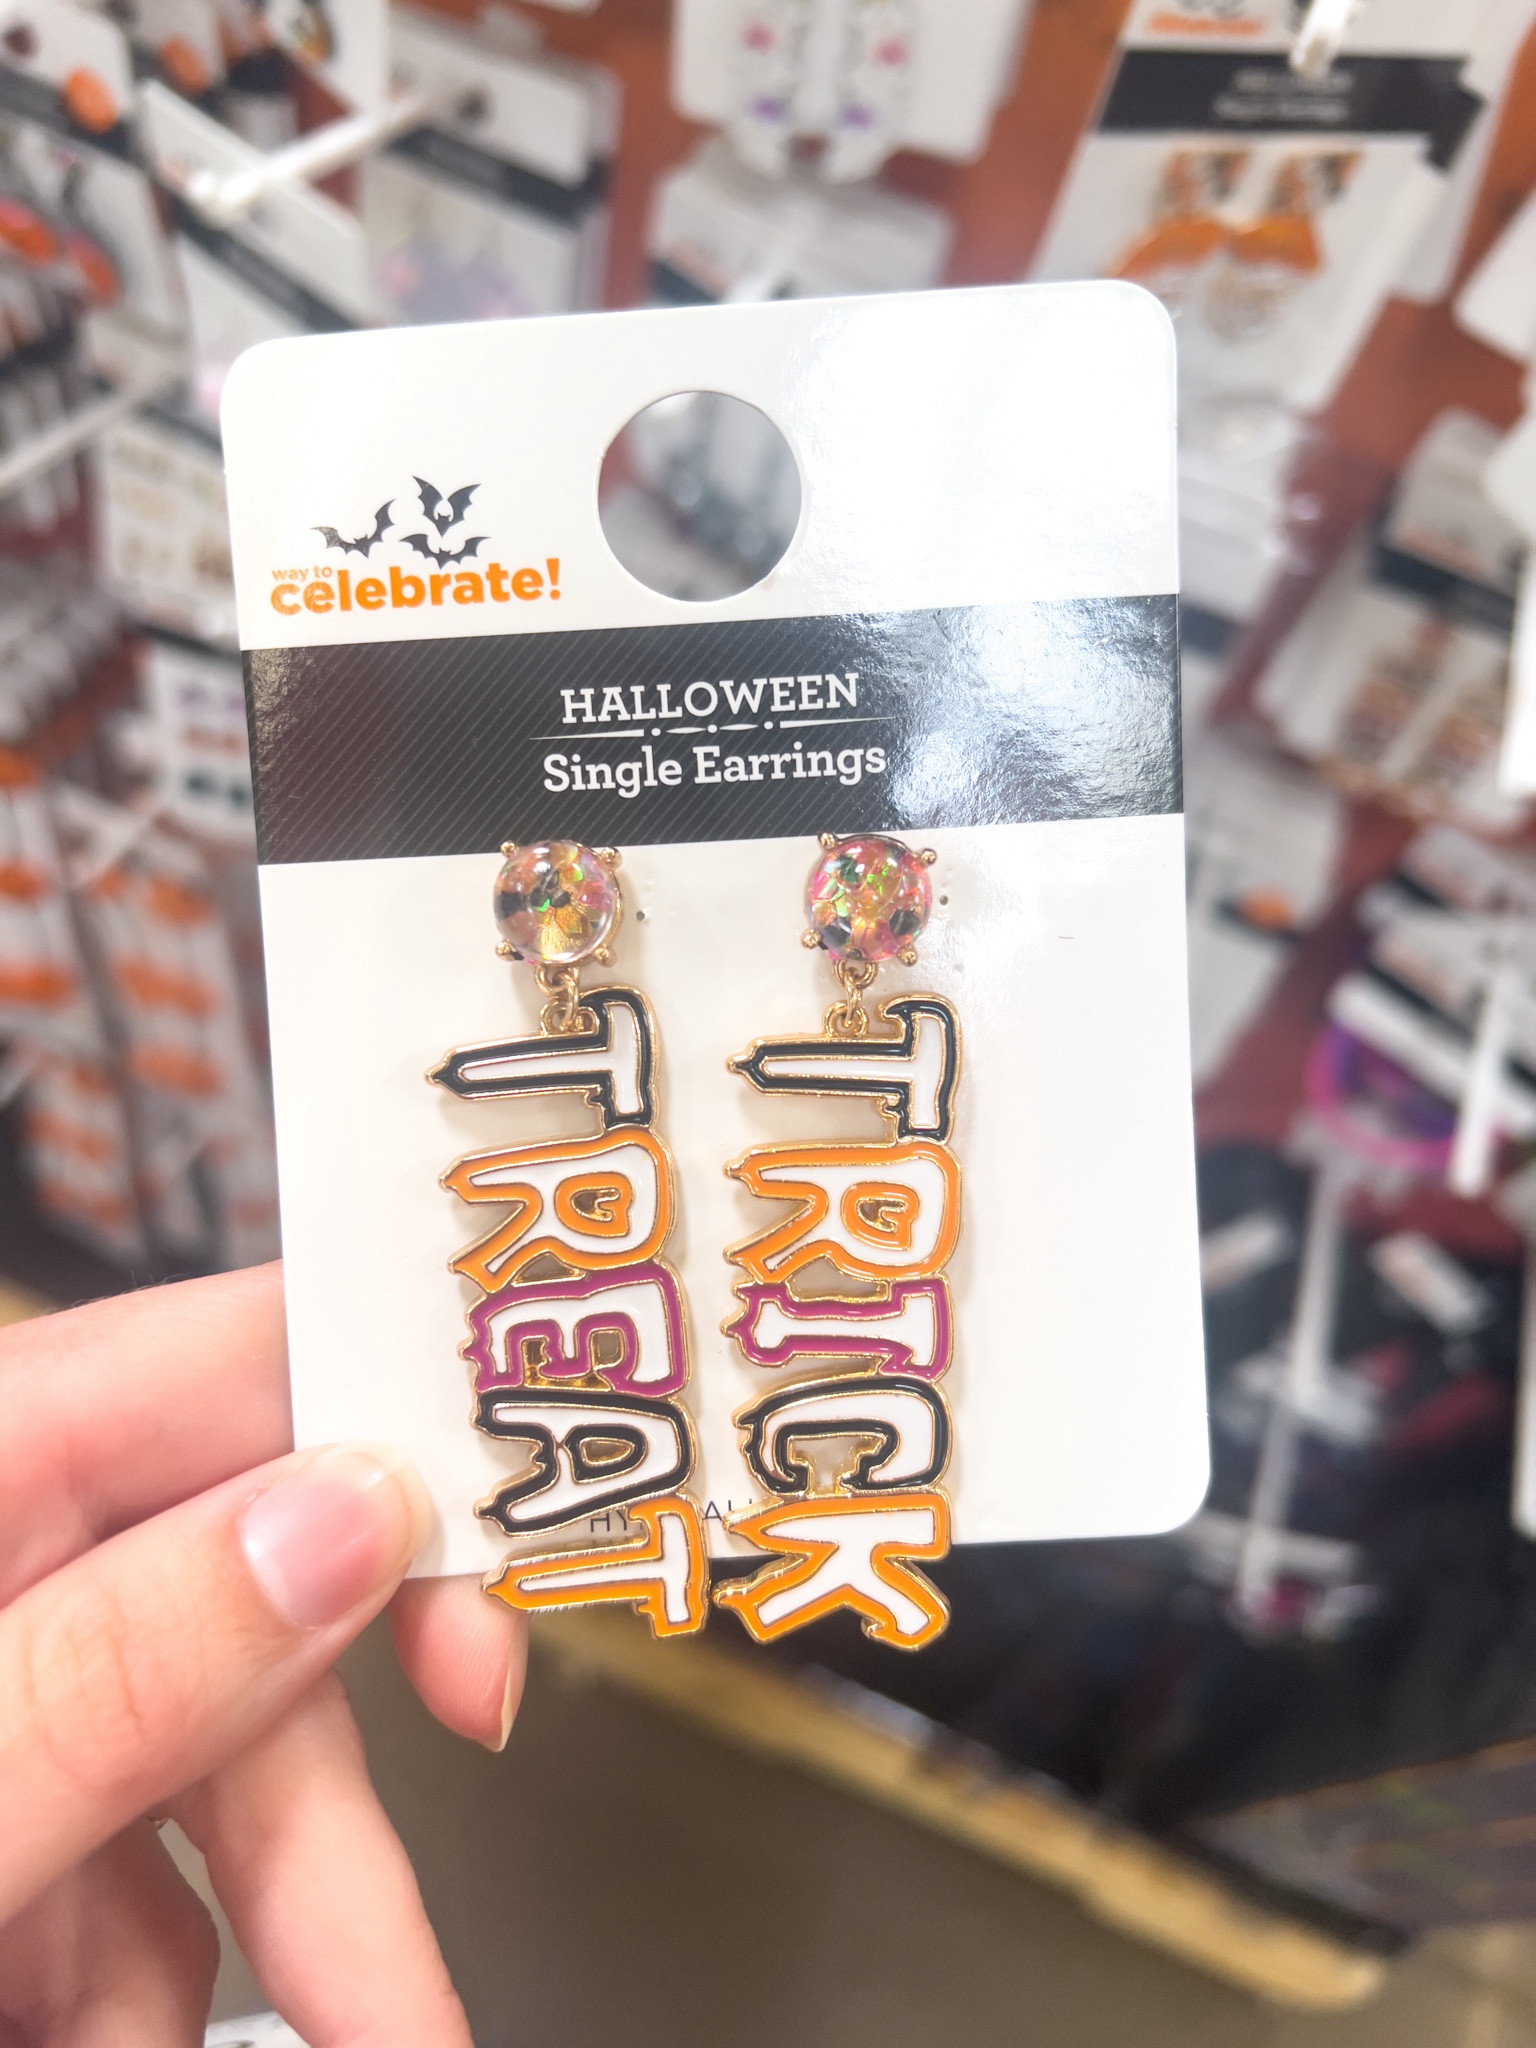 way to
celebrate!
HALLOWEEN
Single Earrings
TREAT
TRICK